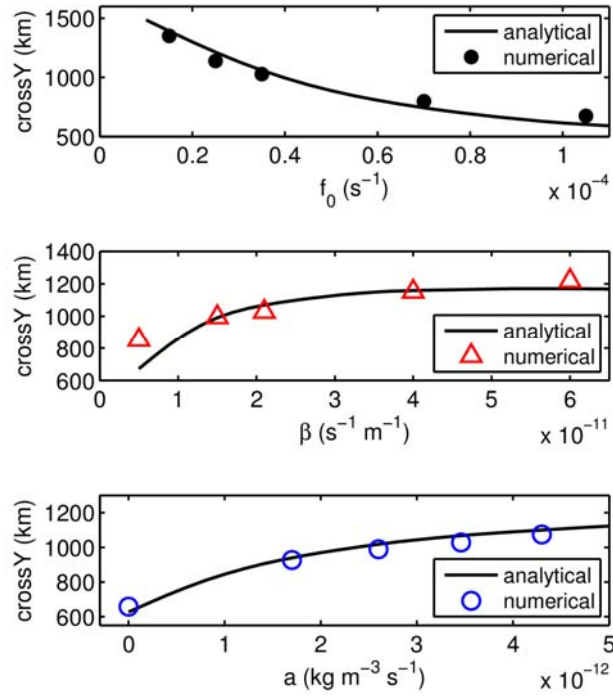 1500
1000
500
crossY (km)
analytical
numerical
0 0.2 0.4 0.6 0.8 1
f₀ (s⁻¹)
x 10⁻⁴
1400
1200
1000
800
600
crossY (km)
analytical
numerical
1 2 3 4 5 6
β (s⁻¹ m⁻¹)
x 10⁻¹¹
1200
1000
800
600
crossY (km)
analytical
numerical
0 1 2 3 4 5
a (kg m⁻³ s⁻¹)
x 10⁻¹²